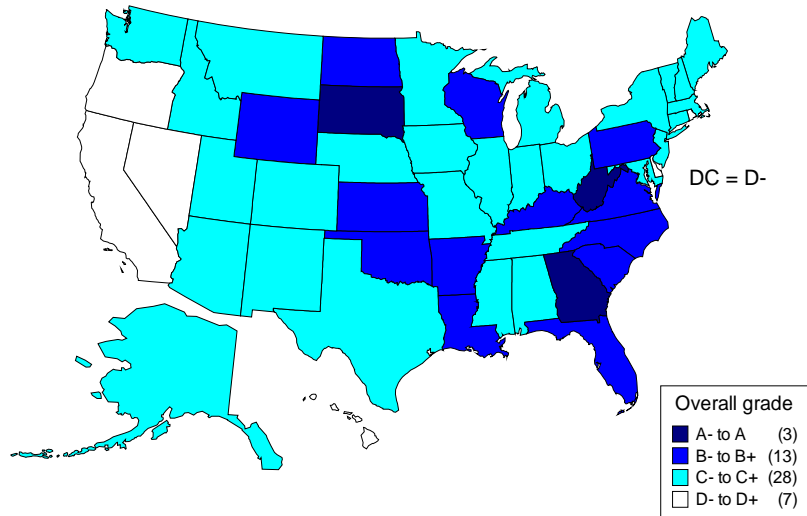 DC = D-
Overall grade
A- to A (3)
B- to B+ (13)
C- to C+ (28)
D- to D+ (7)